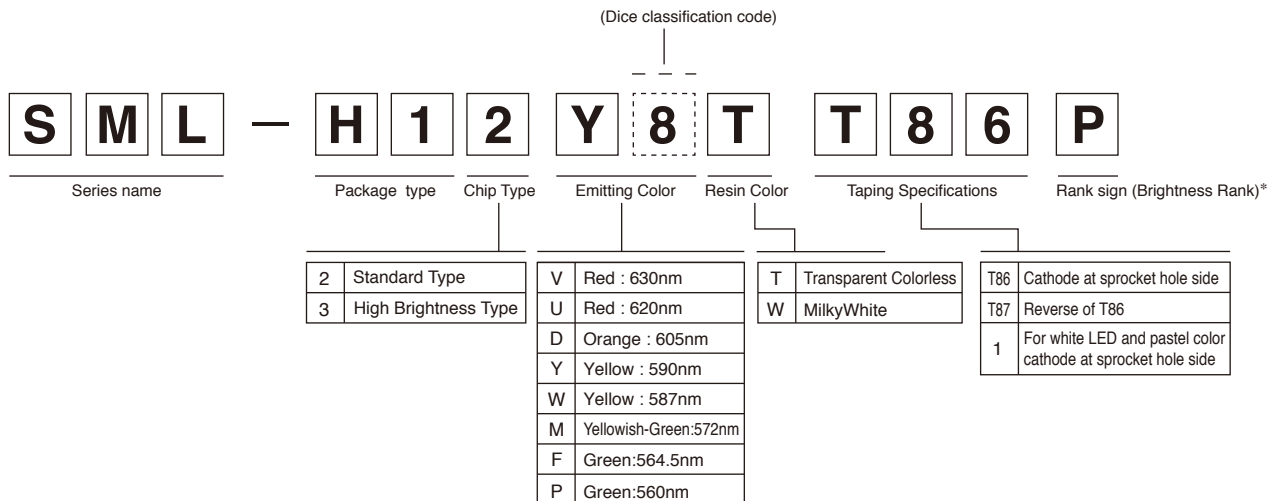 (Dice classification code)
S M L — H 1 2 Y 8 T T 8 6 P
Series name Package type Chip Type Emitting Color Resin Color Taping Specifications Rank sign (Brightness Rank)*
2 Standard Type
3 High Brightness Type
V Red : 630nm
U Red : 620nm
D Orange : 605nm
Y Yellow : 590nm
W Yellow : 587nm
M Yellowish-Green:572nm
F Green:564.5nm
P Green:560nm
T Transparent Colorless
W MilkyWhite
T86 Cathode at sprocket hole side
T87 Reverse of T86
1 For white LED and pastel color
cathode at sprocket hole side